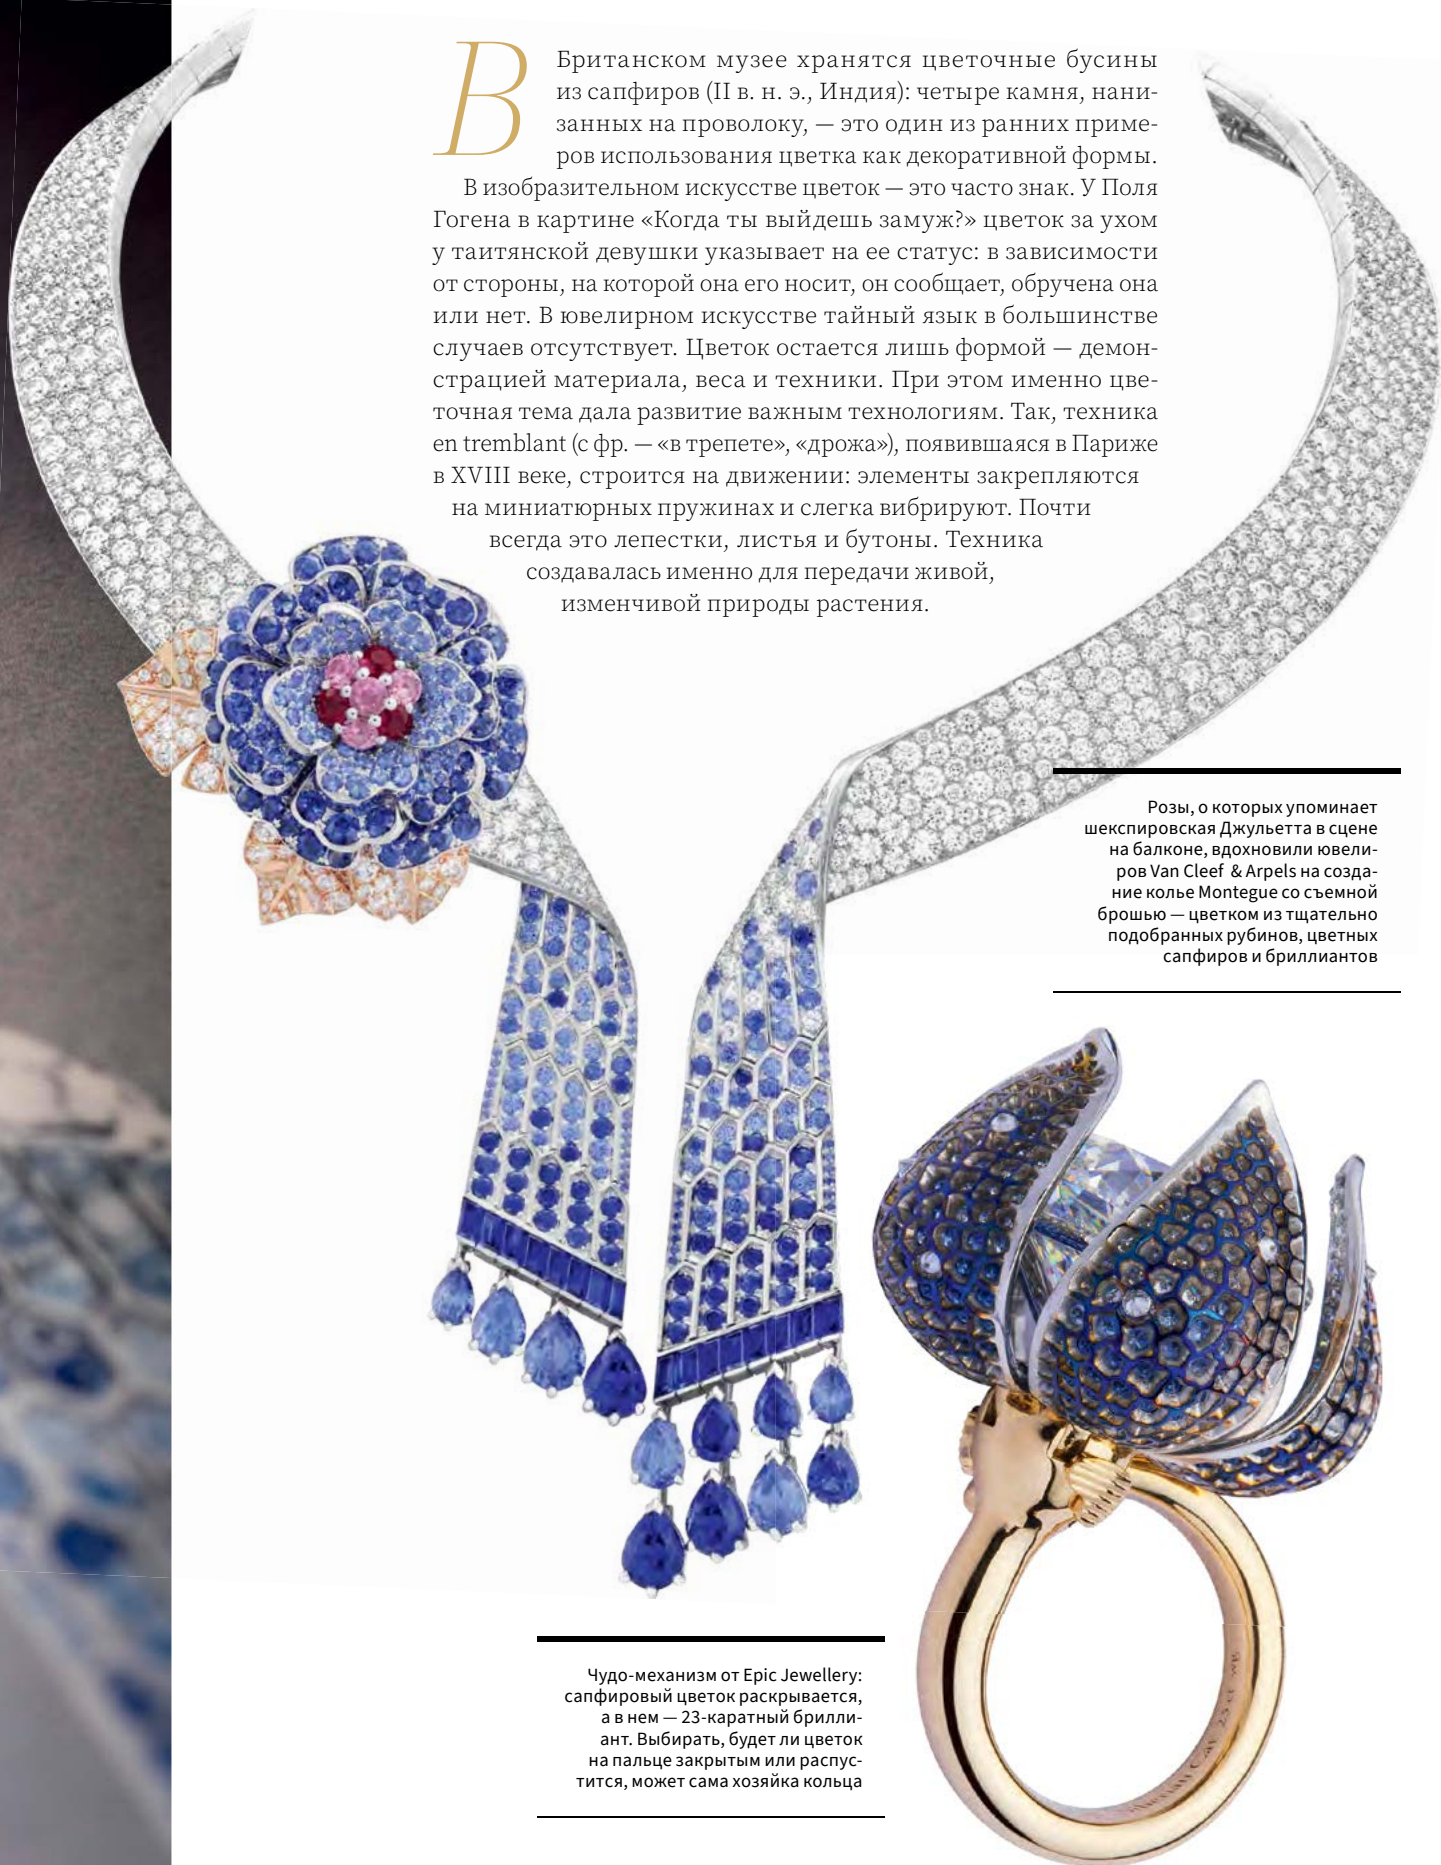 В Британском музее хранятся цветочные бусины
из сапфиров (II в. н. э., Индия): четыре камня, нани-
занных на проволоку, — это один из ранних приме-
ров использования цветка как декоративной формы.
В изобразительном искусстве цветок — это часто знак. У Поля
Гогена в картине «Когда ты выйдешь замуж?» цветок за ухом
у таитянской девушки указывает на ее статус: в зависимости
от стороны, на которой она его носит, он сообщает, обручена она
или нет. В ювелирном искусстве тайный язык в большинстве
случаев отсутствует. Цветок остается лишь формой — демон-
страцией материала, веса и техники. При этом именно цве-
точная тема дала развитие важным технологиям. Так, техника
en tremblant (с фр. — «в трепете», «дрожа»), появившаяся в Париже
в XVIII веке, строится на движении: элементы закрепляются
на миниатюрных пружинах и слегка вибрируют. Почти
всегда это лепестки, листья и бутоны. Техника
создавалась именно для передачи живой,
изменчивой природы растения.
Розы, о которых упоминает
шекспировская Джульетта в сцене
на балконе, вдохновили ювели-
ров Van Cleef & Arpels на созда-
ние колье Montegue со съемной
брошью — цветком из тщательно
подобранных рубинов, цветных
сапфиров и бриллиантов
Чудо-механизм от Epic Jewellery:
сапфировый цветок раскрывается,
а в нем — 23-каратный брилли-
ант. Выбирать, будет ли цветок
на пальце закрытым или распус-
тится, может сама хозяйка кольца